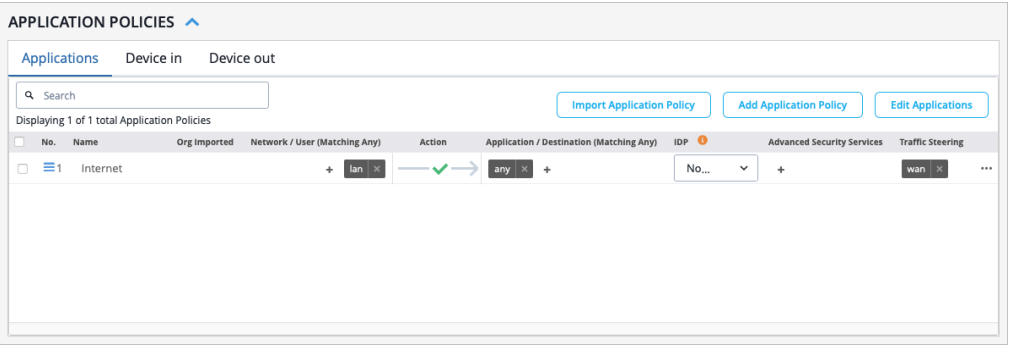 APPLICATION POLICIES
Applications Device in Device out
Search
Import Application Policy Add Application Policy Edit Applications
Displaying 1 of 1 total Application Policies
No. Name Org Imported Network / User (Matching Any) Action Application / Destination (Matching Any) IDP i Advanced Security Services Traffic Steering
1 Internet + lan × any × + No... + wan × ...